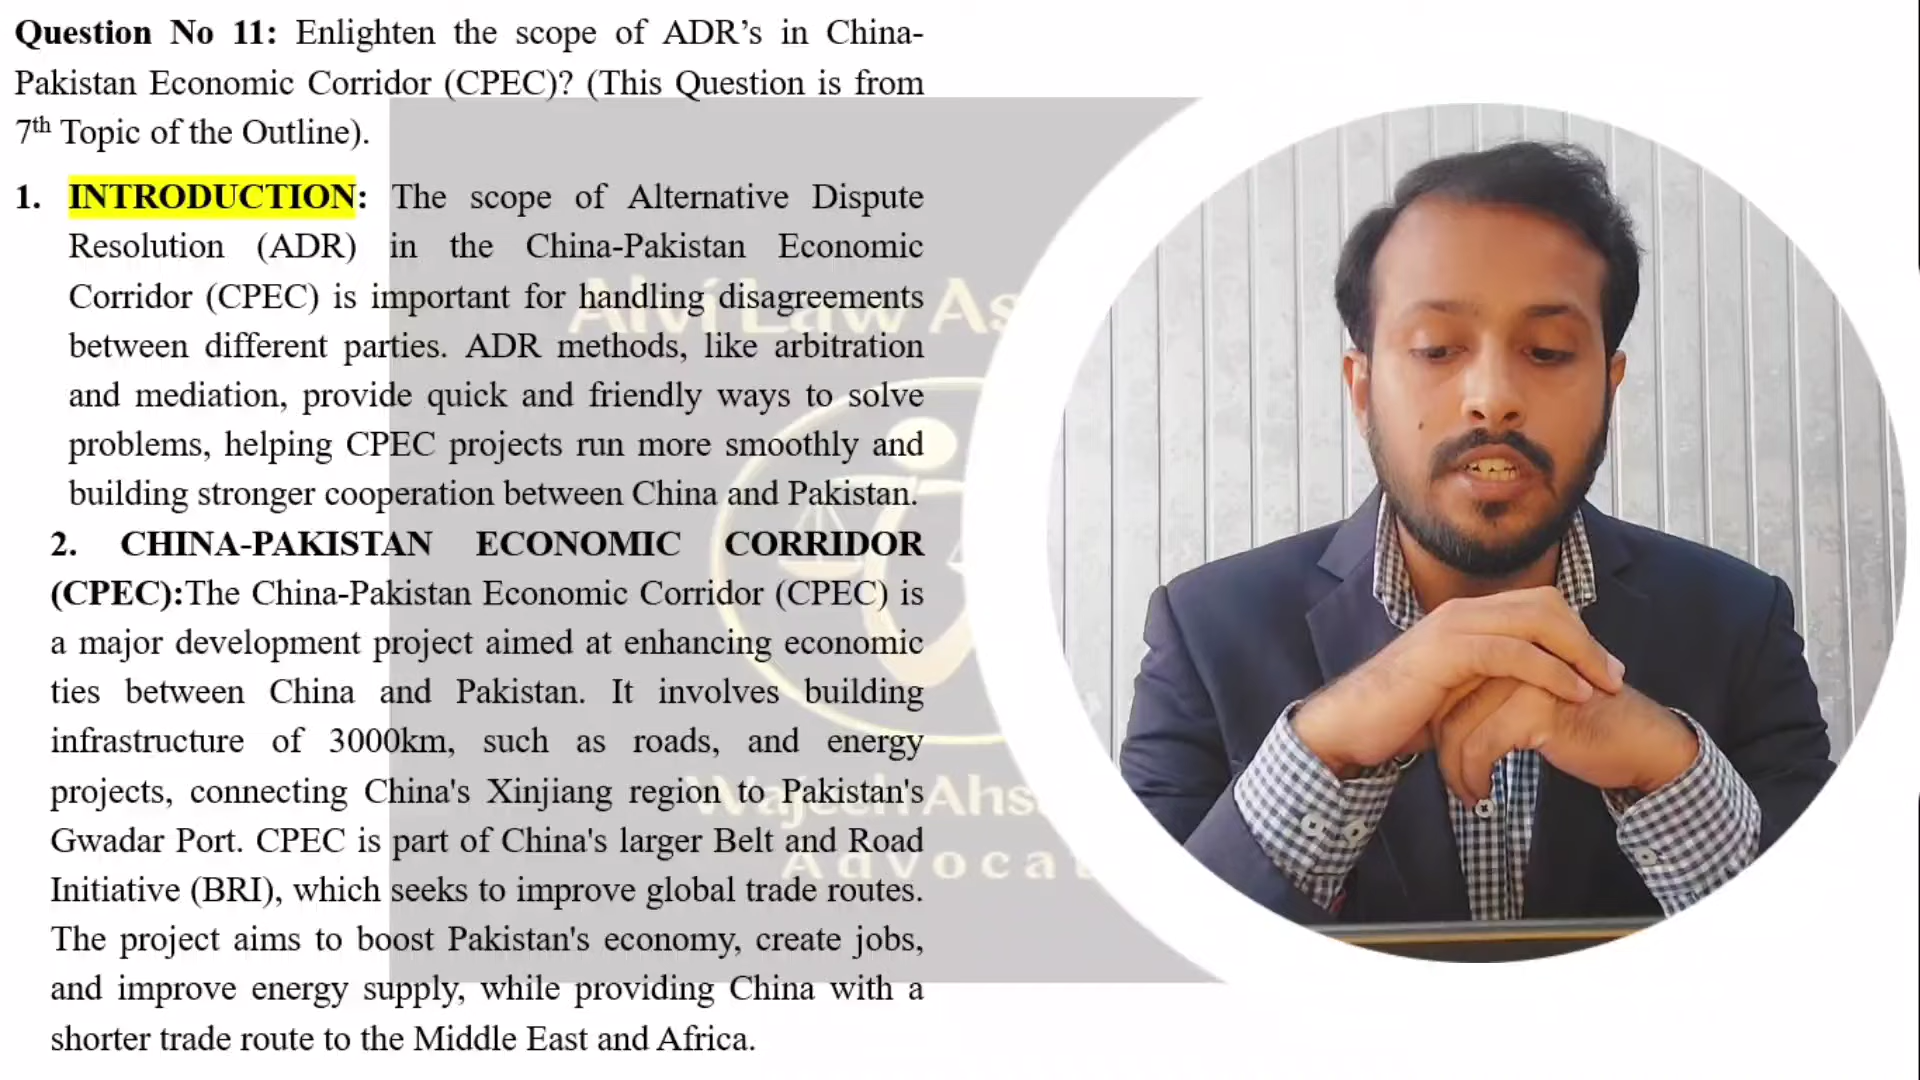 Question No 11: Enlighten the scope of ADR’s in China-
Pakistan Economic Corridor (CPEC)? (This Question is from
7th Topic of the Outline).
1. INTRODUCTION: The scope of Alternative Dispute
Resolution (ADR) in the China-Pakistan Economic
Corridor (CPEC) is important for handling disagreements
between different parties. ADR methods, like arbitration
and mediation, provide quick and friendly ways to solve
problems, helping CPEC projects run more smoothly and
building stronger cooperation between China and Pakistan.
2. CHINA-PAKISTAN ECONOMIC CORRIDOR
(CPEC):The China-Pakistan Economic Corridor (CPEC) is
a major development project aimed at enhancing economic
ties between China and Pakistan. It involves building
infrastructure of 3000km, such as roads, and energy
projects, connecting China's Xinjiang region to Pakistan's
Gwadar Port. CPEC is part of China's larger Belt and Road
Initiative (BRI), which seeks to improve global trade routes.
The project aims to boost Pakistan's economy, create jobs,
and improve energy supply, while providing China with a
shorter trade route to the Middle East and Africa.
Alvi Law As
Wajeeh Ahs
Advocat